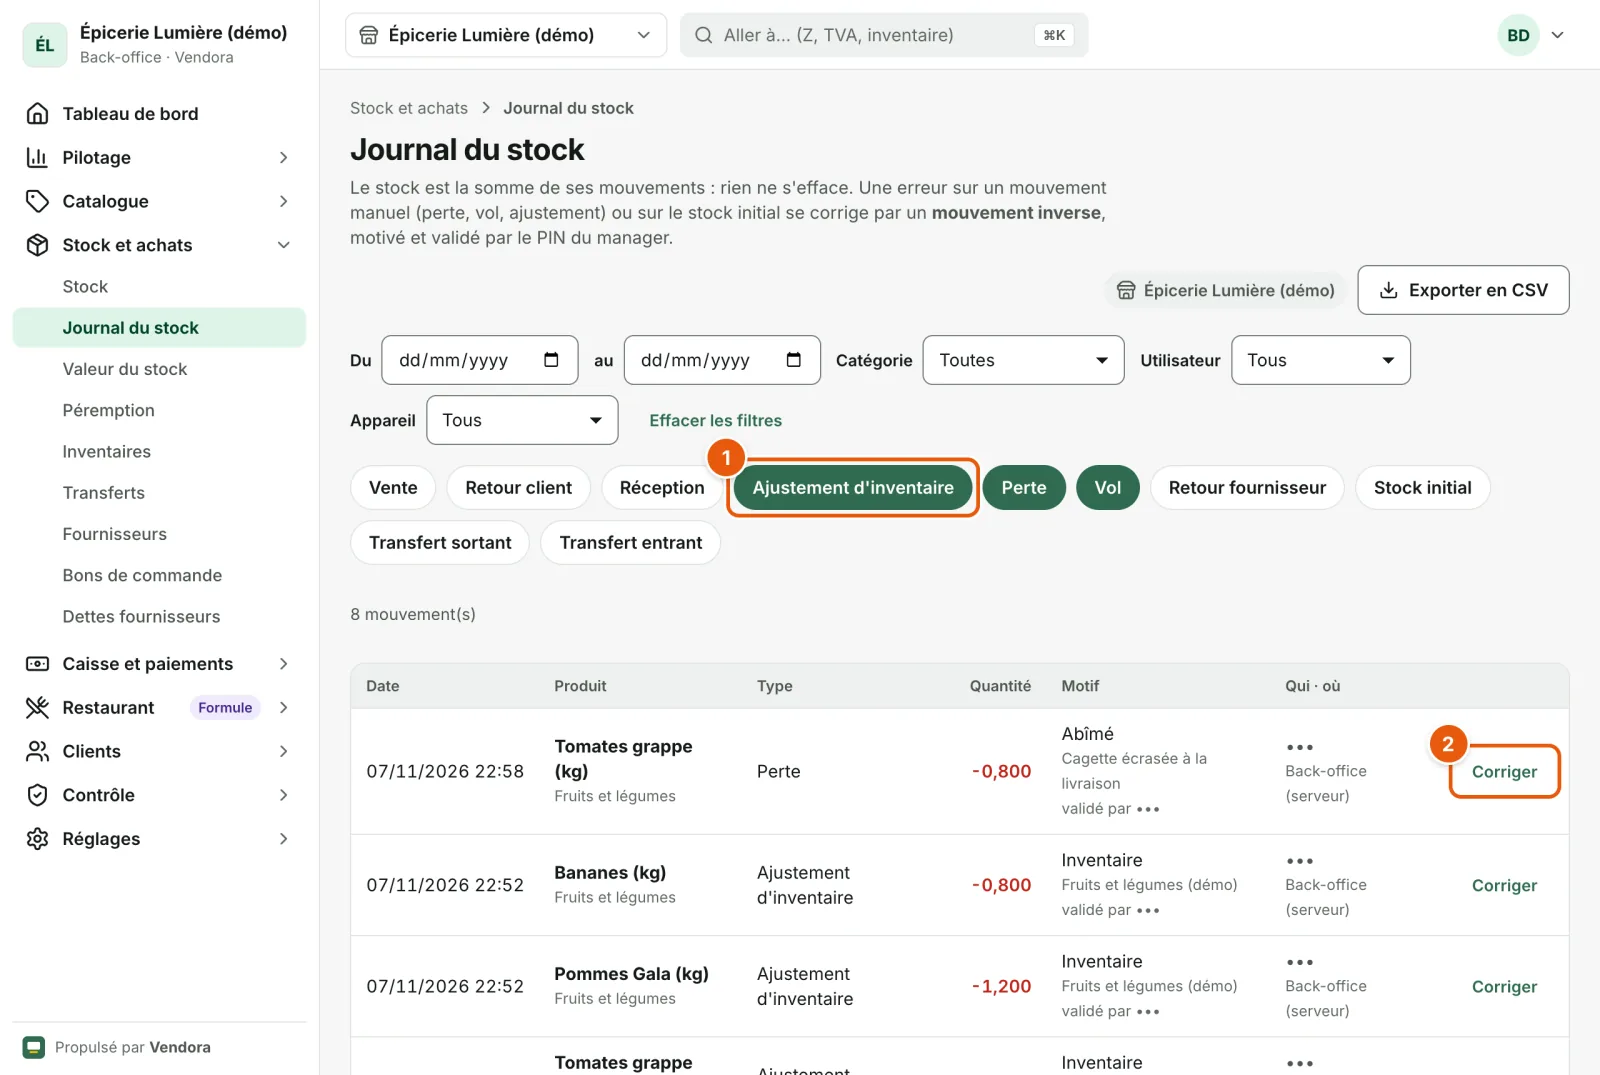 ÉL
Épicerie Lumière (démo)
Back-office · Vendora
Tableau de bord
Pilotage
Catalogue
Stock et achats
Stock
Journal du stock
Valeur du stock
Péremption
Inventaires
Transferts
Fournisseurs
Bons de commande
Dettes fournisseurs
Caisse et paiements
Restaurant Formule
Clients
Contrôle
Réglages
Propulsé par Vendora
Épicerie Lumière (démo)
Aller à... (Z, TVA, inventaire) ⌘K
BD
Stock et achats > Journal du stock
Journal du stock
Le stock est la somme de ses mouvements : rien ne s'efface. Une erreur sur un mouvement
manuel (perte, vol, ajustement) ou sur le stock initial se corrige par un mouvement inverse,
motivé et validé par le PIN du manager.
Épicerie Lumière (démo) Exporter en CSV
Du dd/mm/yyyy au dd/mm/yyyy Catégorie Toutes Utilisateur Tous
Appareil Tous Effacer les filtres
1
Vente Retour client Réception Ajustement d'inventaire Perte Vol Retour fournisseur Stock initial
Transfert sortant Transfert entrant
8 mouvement(s)
Date Produit Type Quantité Motif Qui · où
07/11/2026 22:58
Tomates grappe
(kg)
Fruits et légumes
Perte
-0,800
Abîmé
Cagette écrasée à la
livraison
validé par •••
•••
Back-office
(serveur)
2
Corriger
07/11/2026 22:52
Bananes (kg)
Fruits et légumes
Ajustement
d'inventaire
-0,800
Inventaire
Fruits et légumes (démo)
validé par •••
•••
Back-office
(serveur)
Corriger
07/11/2026 22:52
Pommes Gala (kg)
Fruits et légumes
Ajustement
d'inventaire
-1,200
Inventaire
Fruits et légumes (démo)
validé par •••
•••
Back-office
(serveur)
Corriger
Tomates grappe
Ajustement
Inventaire
•••